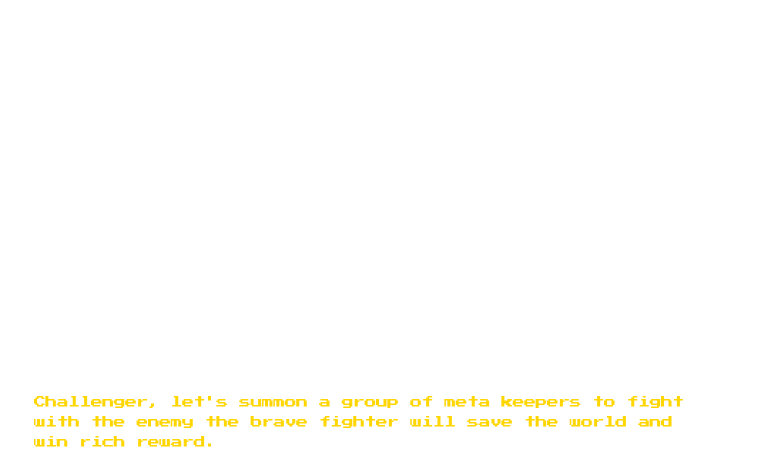 Challenger, let's summon a group of meta keepers to fight
with the enemy the brave fighter will save the world and
win rich reward.